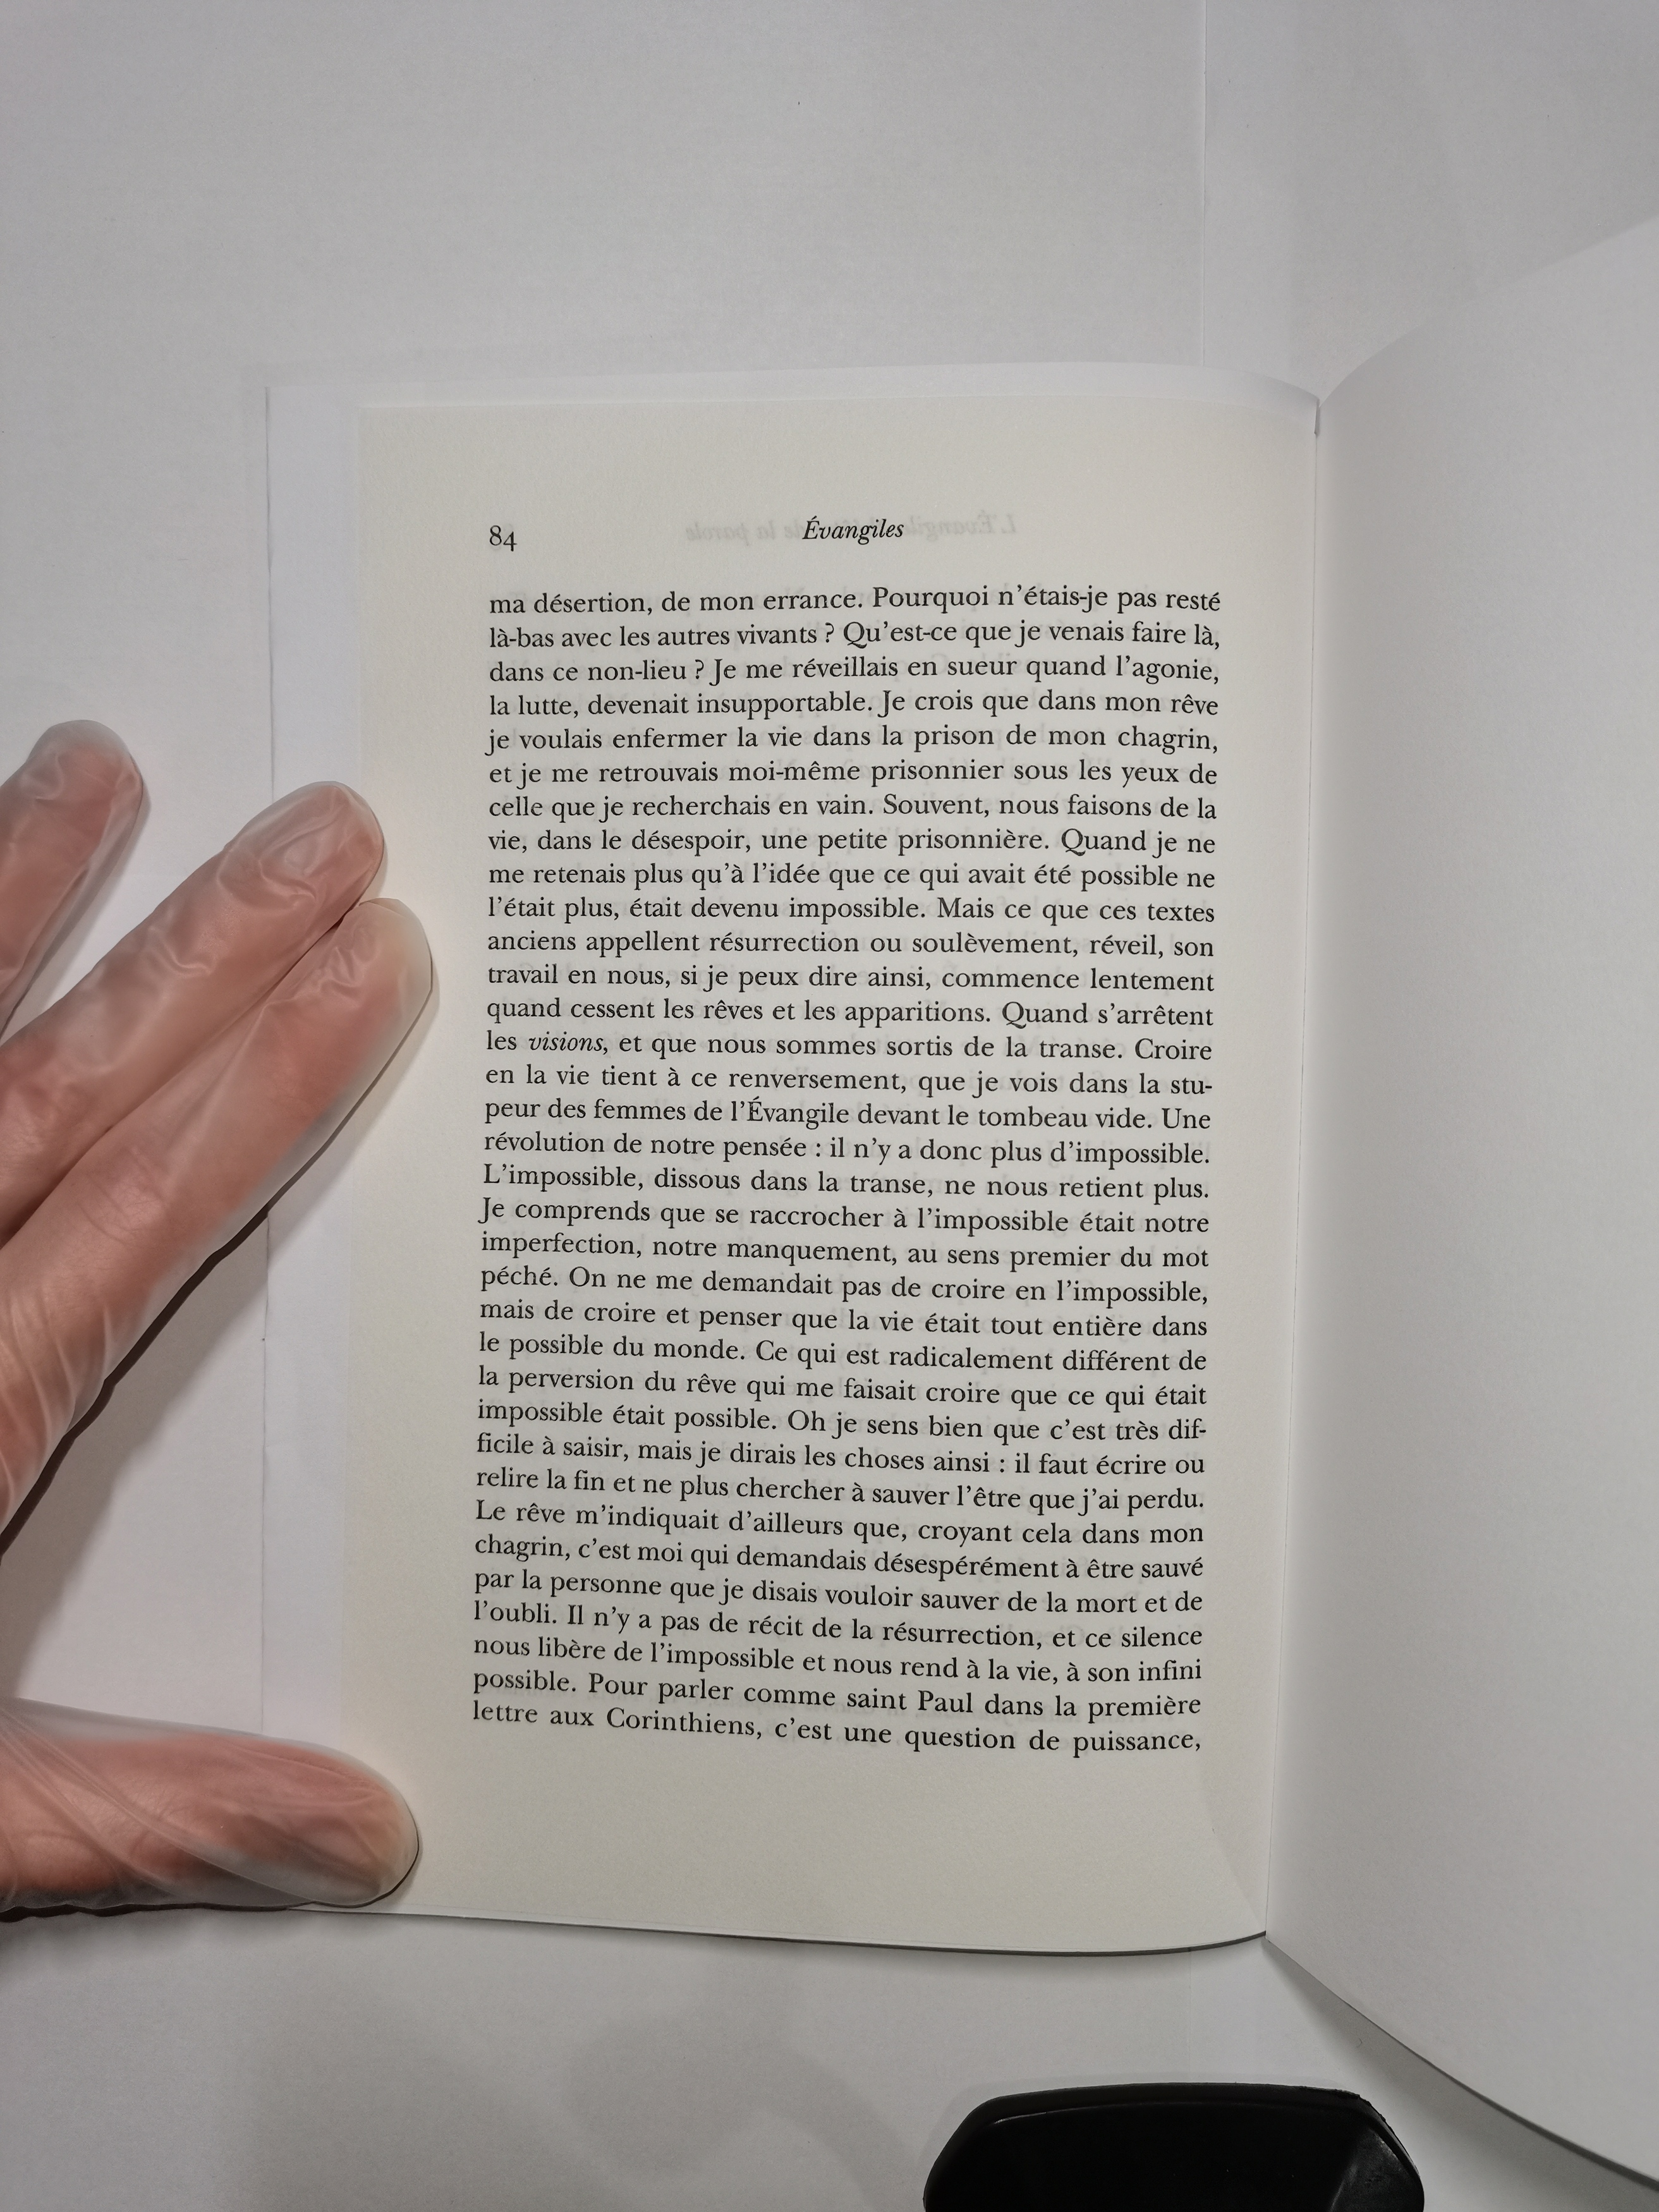 84
Évangiles
ma désertion, de mon errance. Pourquoi n'étais-je pas resté
là-bas avec les autres vivants ? Qu'est-ce que je venais faire là,
dans ce non-lieu ? Je me réveillais en sueur quand l'agonie,
la lutte, devenait insupportable. Je crois que dans mon rêve
je voulais enfermer la vie dans la prison de mon chagrin,
et je me retrouvais moi-même prisonnier sous les yeux de
celle que je recherchais en vain. Souvent, nous faisons de la
vie, dans le désespoir, une petite prisonnière. Quand je ne
me retenais plus qu'à l'idée que ce qui avait été possible ne
l'était plus, était devenu impossible. Mais ce que ces textes
anciens appellent résurrection ou soulèvement, réveil, son
travail en nous, si je peux dire ainsi, commence lentement
quand cessent les rêves et les apparitions. Quand s'arrêtent
les visions, et que nous sommes sortis de la transe. Croire
en la vie tient à ce renversement, que je vois dans la stu-
peur des femmes de l'Évangile devant le tombeau vide. Une
révolution de notre pensée : il n'y a donc plus d'impossible.
L'impossible, dissous dans la transe, ne nous retient plus.
Je comprends que se raccrocher à l'impossible était notre
imperfection, notre manquement, au sens premier du mot
péché. On ne me demandait pas de croire en l'impossible,
mais de croire et penser que la vie était tout entière dans
le possible du monde. Ce qui est radicalement différent de
la perversion du rêve qui me faisait croire que ce qui était
impossible était possible. Oh je sens bien que c'est très dif-
ficile à saisir, mais je dirais les choses ainsi : il faut écrire ou
relire la fin et ne plus chercher à sauver l'être que j'ai perdu.
Le rêve m'indiquait d'ailleurs que, croyant cela dans mon
chagrin, c'est moi qui demandais désespérément à être sauvé
par la personne que je disais vouloir sauver de la mort et de
l'oubli. Il n'y a pas de récit de la résurrection, et ce silence
nous libère de l'impossible et nous rend à la vie, à son infini
possible. Pour parler comme saint Paul dans la première
lettre aux Corinthiens, c'est une question de puissance,